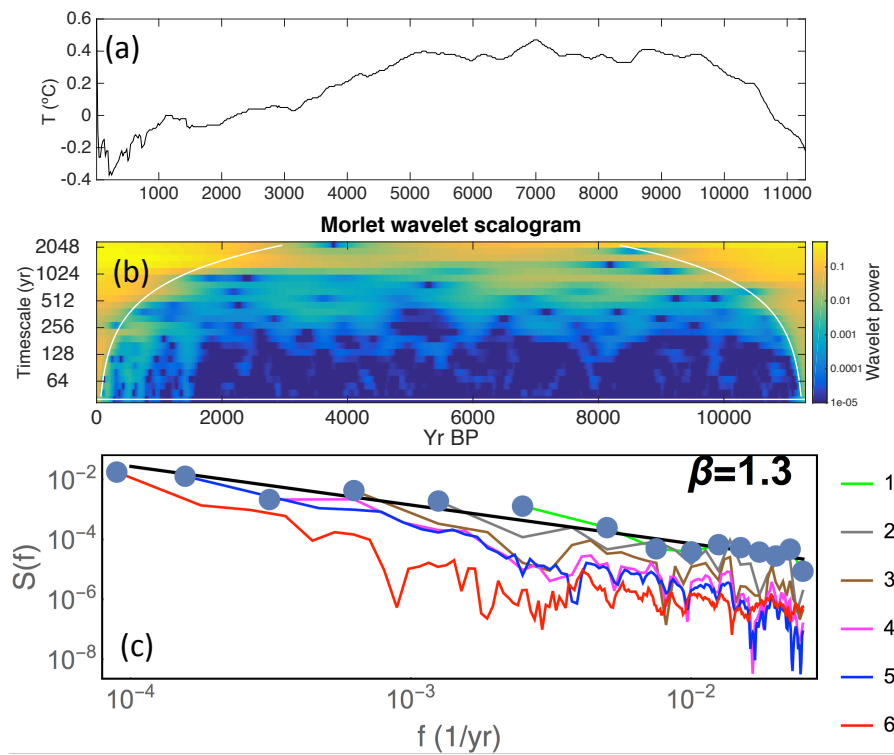 (a)
T (ºC)
0.6
0.4
0.2
0
-0.2
-0.4
1000 2000 3000 4000 5000 6000 7000 8000 9000 10000 11000
Morlet wavelet scalogram
(b)
Timescale (yr)
2048
1024
512
256
128
64
0 2000 4000 6000 8000 10000
Yr BP
0.1
0.01
0.001
0.0001
1e-05
Wavelet power
β=1.3
(c)
S(f)
10⁻²
10⁻⁴
10⁻⁶
10⁻⁸
10⁻⁴ 10⁻³ 10⁻²
f (1/yr)
1
2
3
4
5
6